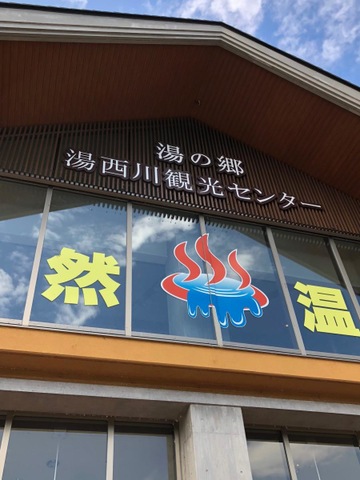 湯の郷
湯西川観光センター
然 温